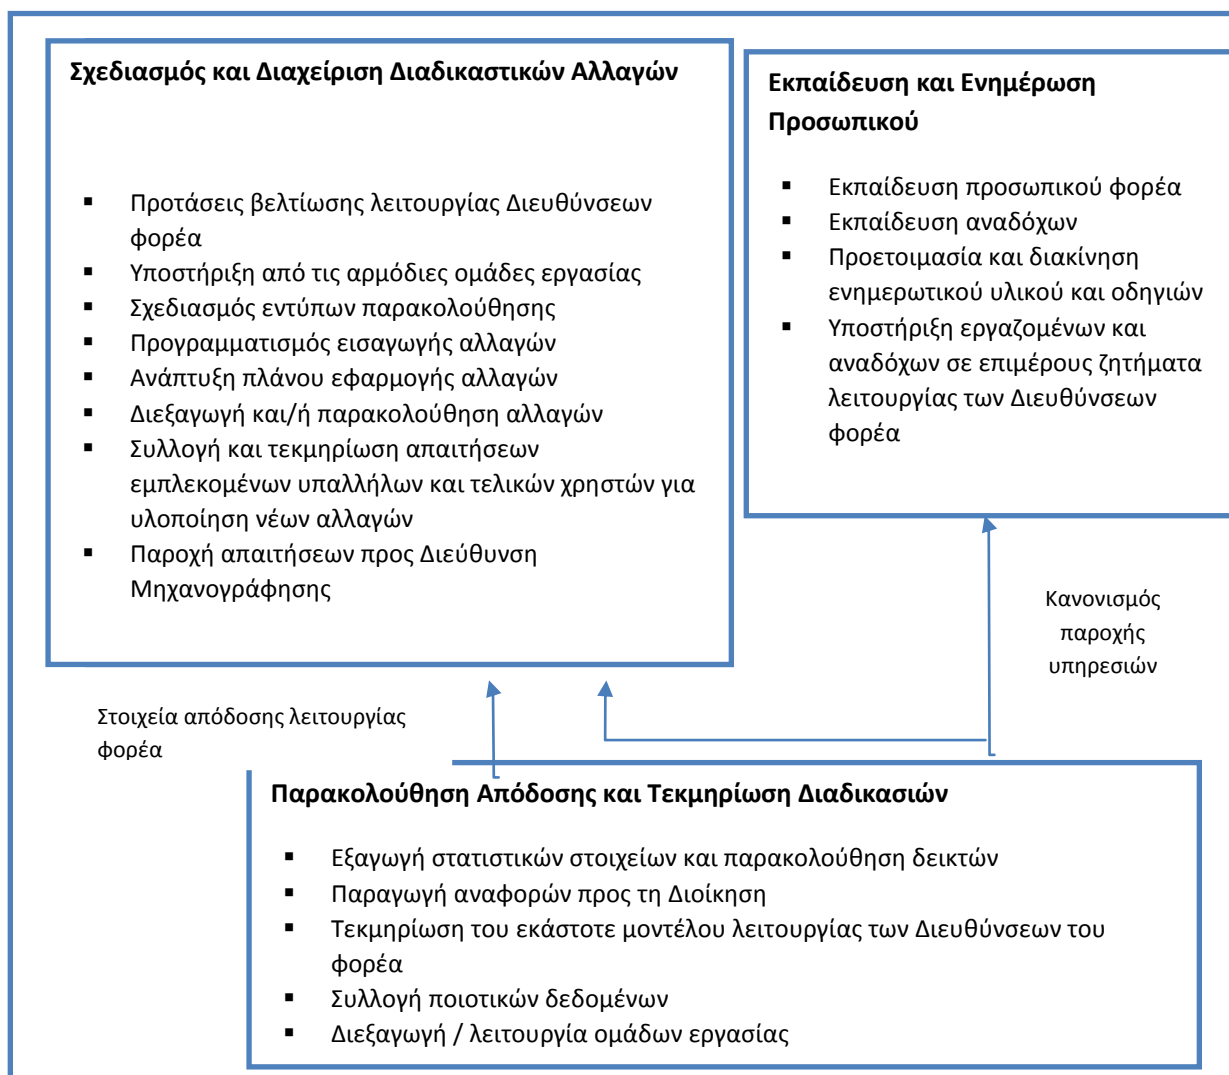 Σχεδιασμός και Διαχείριση Διαδικαστικών Αλλαγών
▪ Προτάσεις βελτίωσης λειτουργίας Διευθύνσεων
φορέα
▪ Υποστήριξη από τις αρμόδιες ομάδες εργασίας
▪ Σχεδιασμός εντύπων παρακολούθησης
▪ Προγραμματισμός εισαγωγής αλλαγών
▪ Ανάπτυξη πλάνου εφαρμογής αλλαγών
▪ Διεξαγωγή και/ή παρακολούθηση αλλαγών
▪ Συλλογή και τεκμηρίωση απαιτήσεων
εμπλεκομένων υπαλλήλων και τελικών χρηστών για
υλοποίηση νέων αλλαγών
▪ Παροχή απαιτήσεων προς Διεύθυνση
Μηχανογράφησης
Εκπαίδευση και Ενημέρωση
Προσωπικού
▪ Εκπαίδευση προσωπικού φορέα
▪ Εκπαίδευση αναδόχων
▪ Προετοιμασία και διακίνηση
ενημερωτικού υλικού και οδηγιών
▪ Υποστήριξη εργαζομένων και
αναδόχων σε επιμέρους ζητήματα
λειτουργίας των Διευθύνσεων
φορέα
Κανονισμός
παροχής
υπηρεσιών
Στοιχεία απόδοσης λειτουργίας
φορέα
Παρακολούθηση Απόδοσης και Τεκμηρίωση Διαδικασιών
▪ Εξαγωγή στατιστικών στοιχείων και παρακολούθηση δεικτών
▪ Παραγωγή αναφορών προς τη Διοίκηση
▪ Τεκμηρίωση του εκάστοτε μοντέλου λειτουργίας των Διευθύνσεων του
φορέα
▪ Συλλογή ποιοτικών δεδομένων
▪ Διεξαγωγή / λειτουργία ομάδων εργασίας